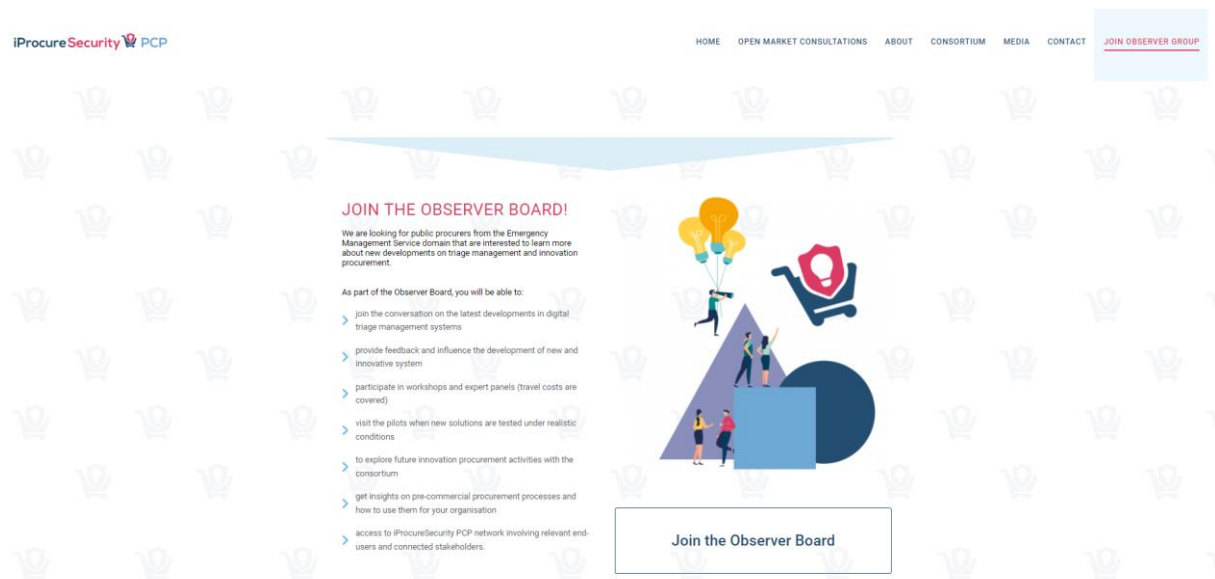 iProcureSecurity PCP
HOME OPEN MARKET CONSULTATIONS ABOUT CONSORTIUM MEDIA CONTACT JOIN OBSERVER GROUP
JOIN THE OBSERVER BOARD!
We are looking for public procurers from the Emergency
Management Service domain that are interested to learn more
about new developments on triage management and innovation
procurement.
As part of the Observer Board, you will be able to:
join the conversation on the latest developments in digital
triage management systems
provide feedback and influence the development of new and
innovative system
participate in workshops and expert panels (travel costs are
covered)
visit the pilots when new solutions are tested under realistic
conditions
to explore future innovation procurement activities with the
consortium
get insights on pre-commercial procurement processes and
how to use them for your organisation
access to iProcureSecurity PCP network involving relevant end-
users and connected stakeholders.
Join the Observer Board